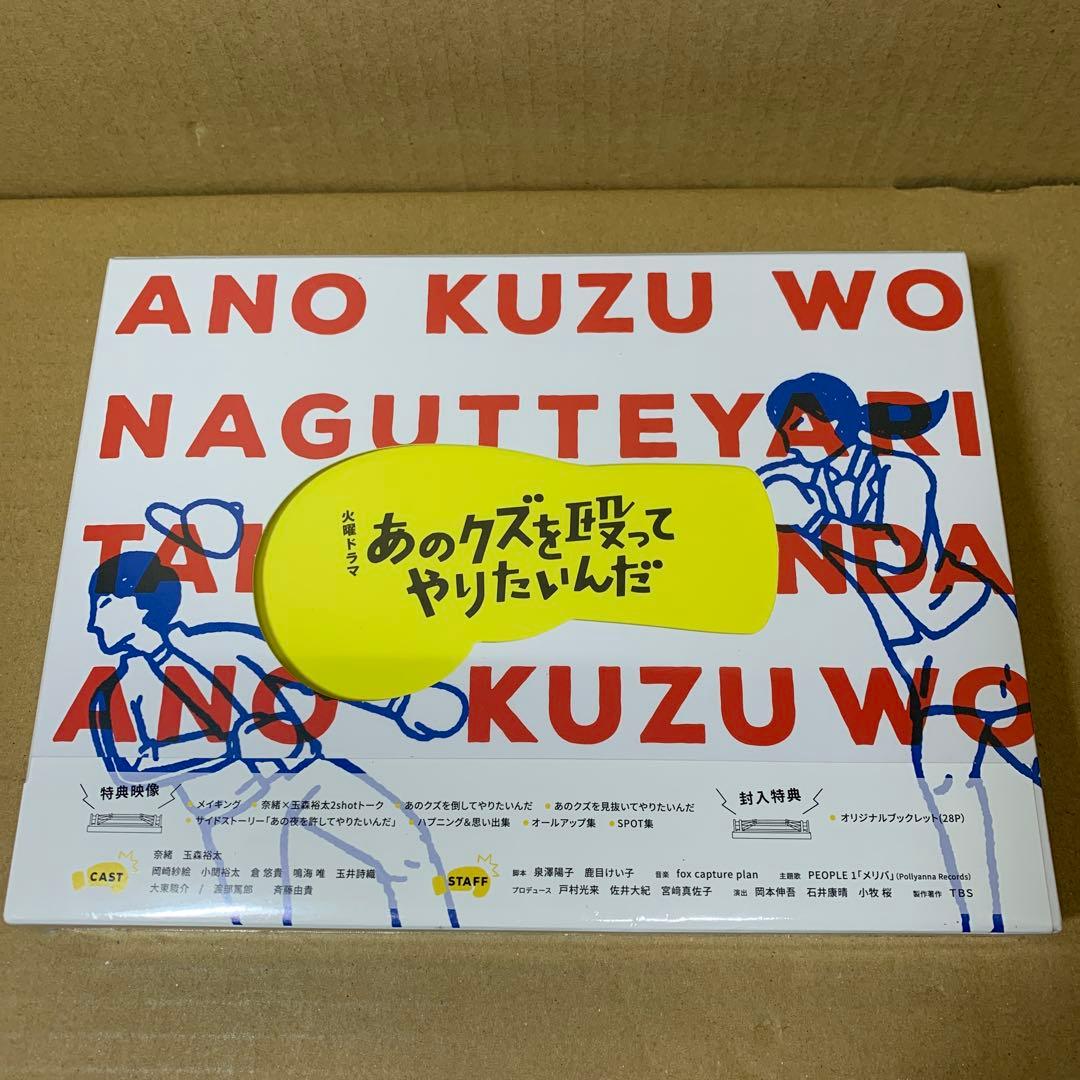 ANO KUZU WO
NAGUTTEYARI
TAI NDA
ANO KUZU WO
火曜ドラマ
あのクズを殴って
やりたいんだ
特典映像
メイキング 奈緒×玉森裕太2shotトーク あのクズを倒してやりたいんだ あのクズを見抜いてやりたいんだ
サイドストーリー「あの夜を許してやりたいんだ」 ハプニング&思い出集 オールアップ集 SPOT集
封入特典
オリジナルブックレット(28P)
CAST
奈緒 玉森裕太
岡崎紗絵 小関裕太 倉 悠貴 鳴海 唯 玉井詩織
大東駿介 / 渡部篤郎 斉藤由貴
STAFF
脚本 泉澤陽子 鹿目けい子 音楽 fox capture plan 主題歌 PEOPLE 1「メリバ」(Pollyanna Records)
プロデュース 戸村光来 佐井大紀 宮﨑真佐子 演出 岡本伸吾 石井康晴 小牧 桜 製作著作 TBS